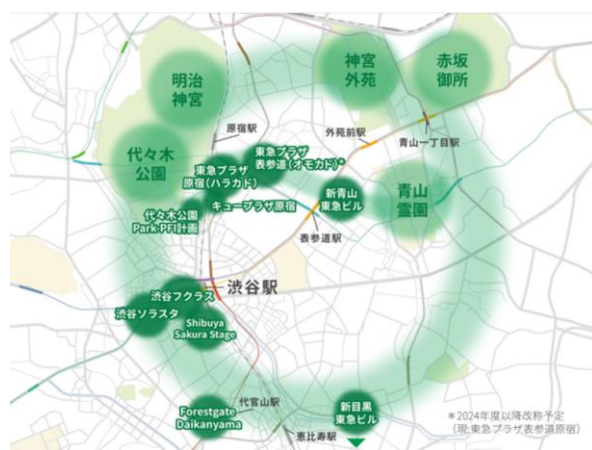 神宮
外苑
赤坂
御所
明治
神宮
原宿駅
外苑前駅
青山一丁目駅
代々木
公園
東急プラザ
表参道(オモカド)*
東急プラザ
原宿(ハラカド)
キュープラザ原宿
新青山
東急ビル
青山
霊園
代々木公園
Park-PFI計画
表参道駅
渋谷駅
渋谷フクラス
渋谷ソラスタ
Shibuya
Sakura Stage
代官山駅
Forestgate
Daikanyama
恵比寿駅
新目黒
東急ビル
*2024年度以降改称予定
(現:東急プラザ表参道原宿)